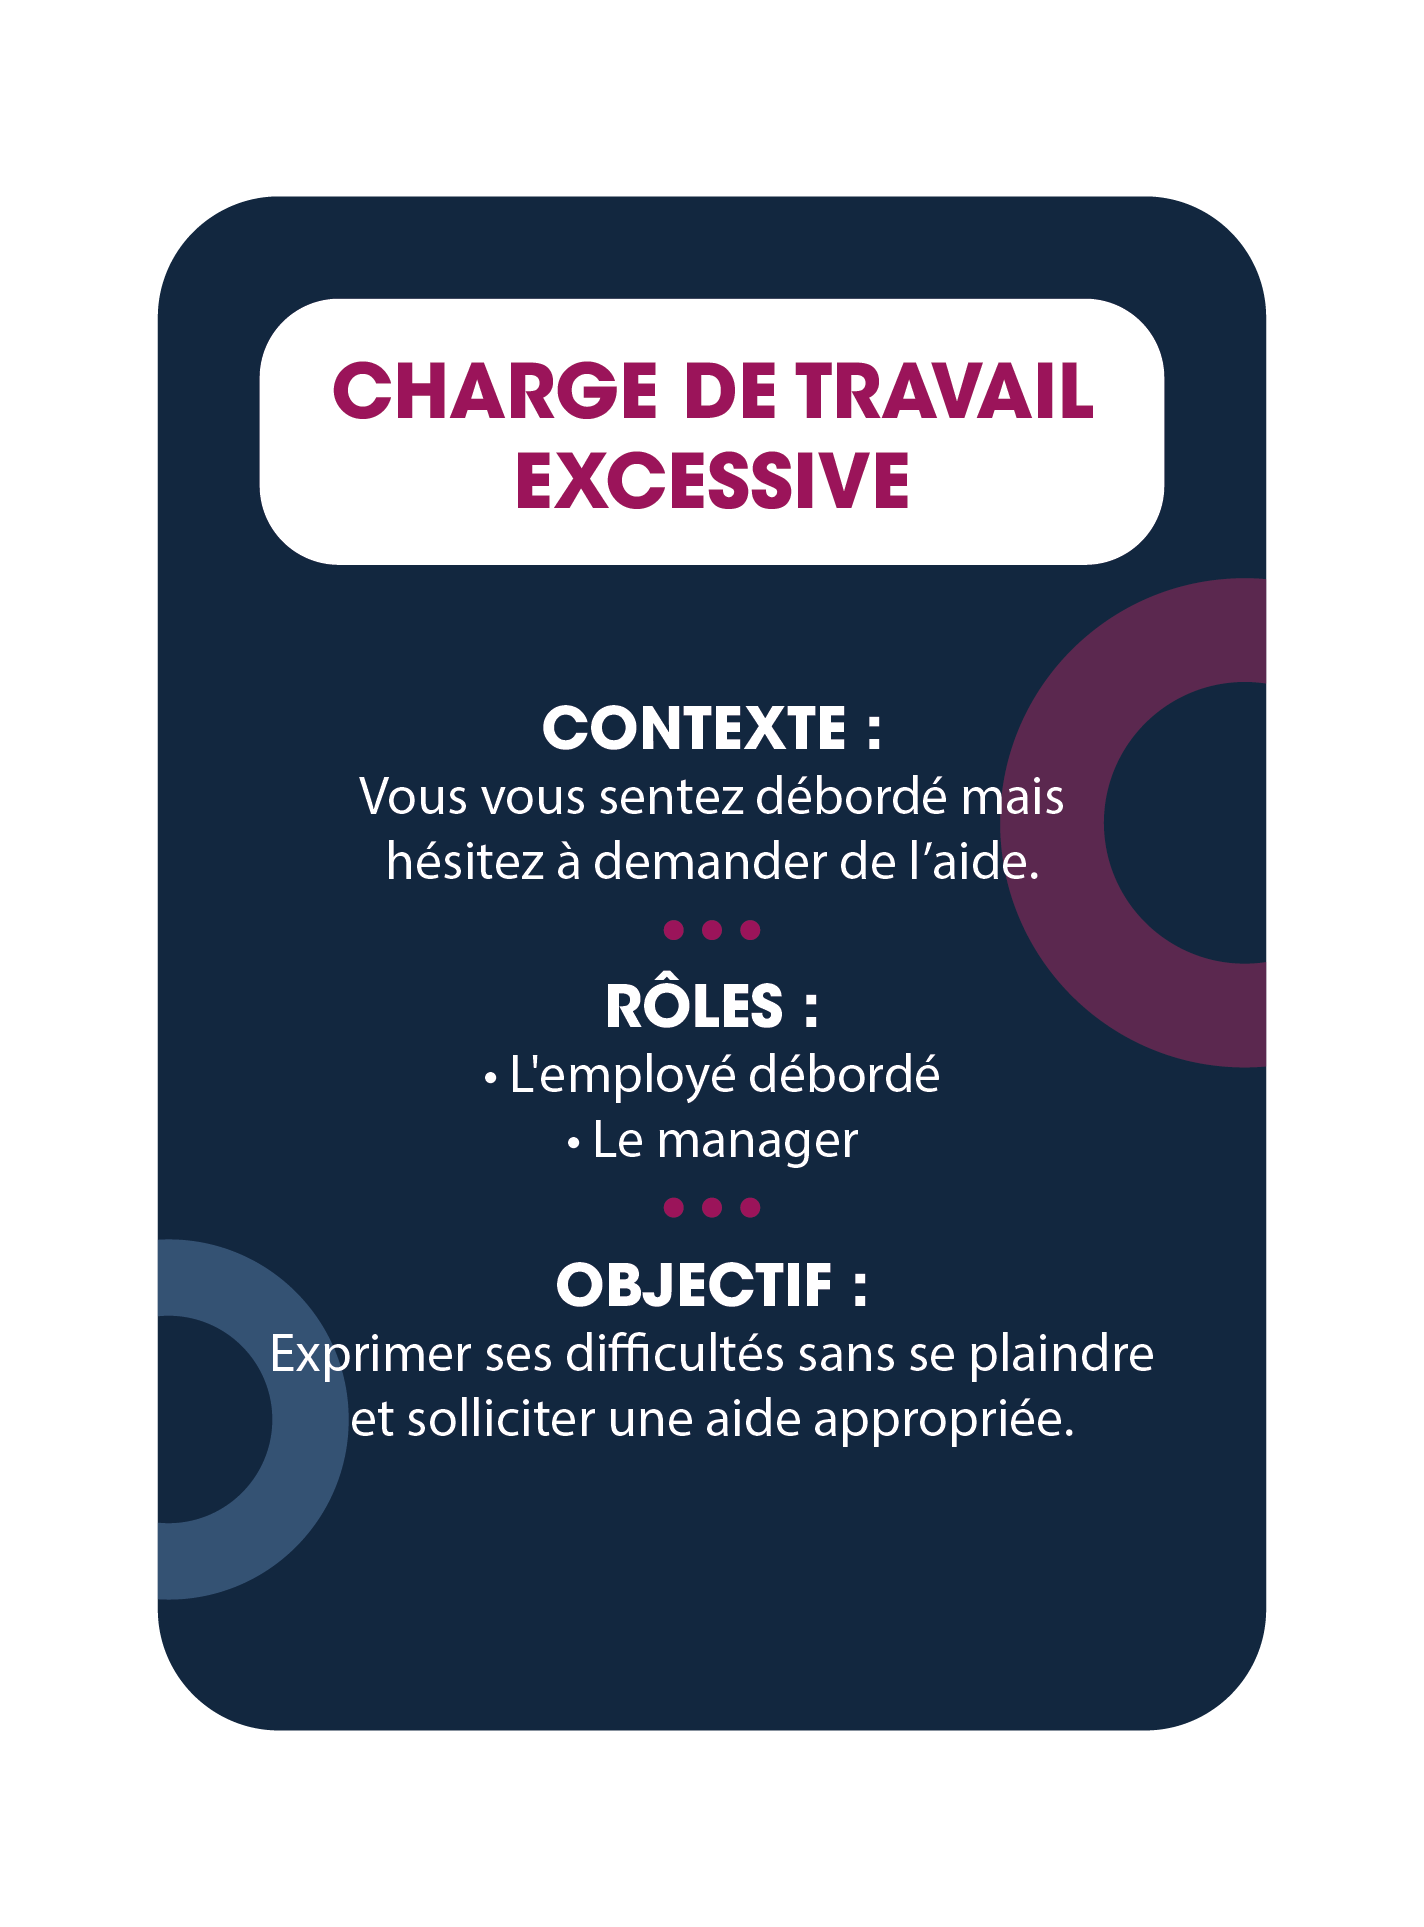 CHARGE DE TRAVAIL
EXCESSIVE
CONTEXTE :
Vous vous sentez débordé mais
hésitez à demander de l’aide.
RÔLES :
• L'employé débordé
• Le manager
OBJECTIF :
Exprimer ses difficultés sans se plaindre
et solliciter une aide appropriée.